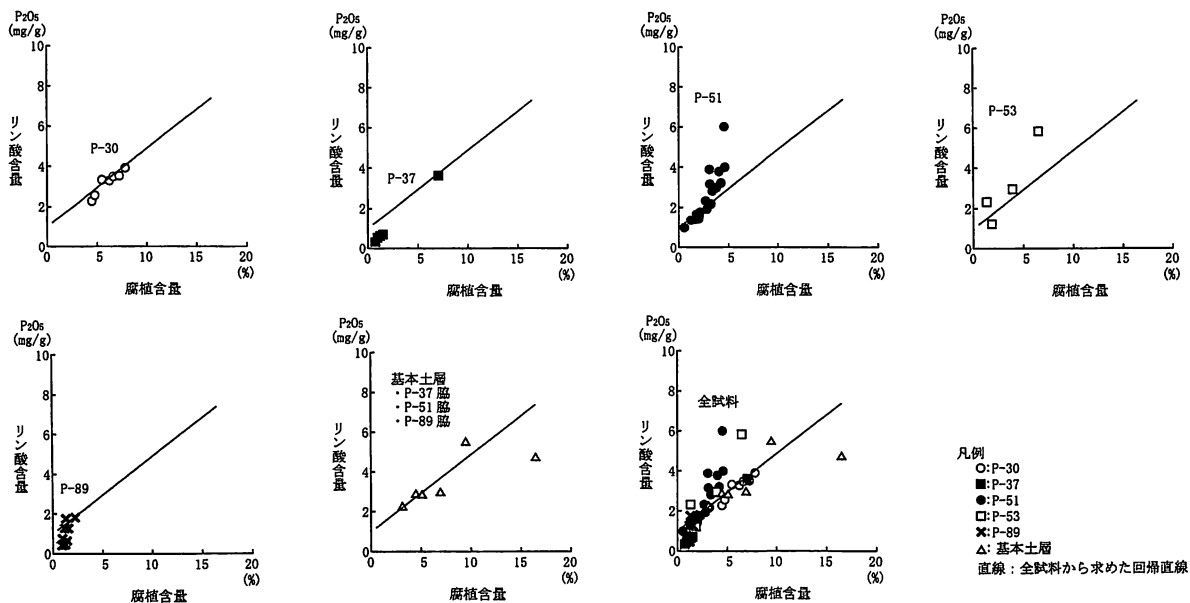 P₂O₅
(mg/g)
10
8
6
4
2
0
リン酸含量
P-30
0 5 10 15 20
(%)
腐植含量
P₂O₅
(mg/g)
10
8
6
4
2
0
リン酸含量
P-37
5 10 15 20
(%)
腐植含量
P₂O₅
(mg/g)
10
8
6
4
2
0
リン酸含量
P-51
0 5 10 15 20
(%)
腐植含量
P₂O₅
(mg/g)
10
8
6
4
2
0
リン酸含量
P-53
0 5 10 15 20
(%)
腐植含量
P₂O₅
(mg/g)
10
8
6
4
2
0
リン酸含量
P-89
0 5 10 15 20
(%)
腐植含量
P₂O₅
(mg/g)
10
8
6
4
2
0
リン酸含量
基本土層
・P-37 脇
・P-51 脇
・P-89 脇
0 5 10 15 20
(%)
腐植含量
P₂O₅
(mg/g)
10
8
6
4
2
0
リン酸含量
全試料
0 5 10 15 20
(%)
腐植含量
凡例
○:P-30
■:P-37
●:P-51
□:P-53
✖:P-89
△:基本土層
直線:全試料から求めた回帰直線